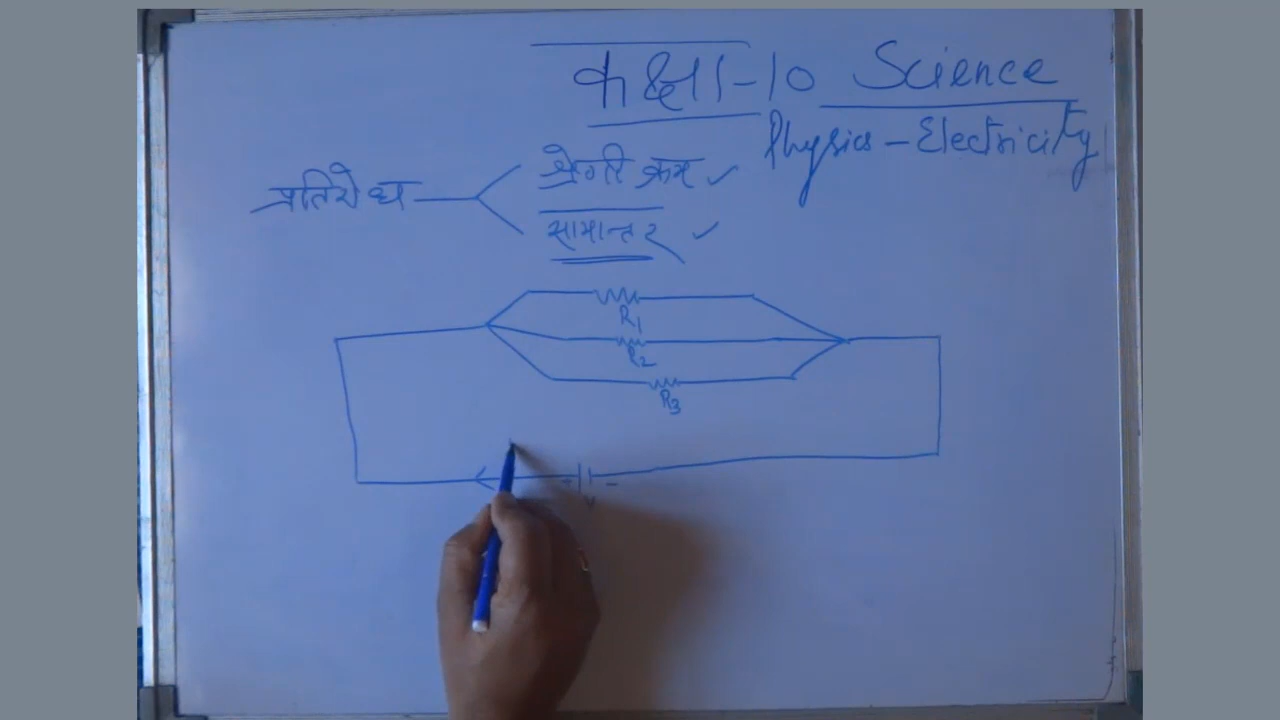 कक्षा-10 Science
Physics - Electricity
प्रतिरोध
श्रेणी क्रम ✓
सामान्तर ✓
R1
R2
R3
+ -
V